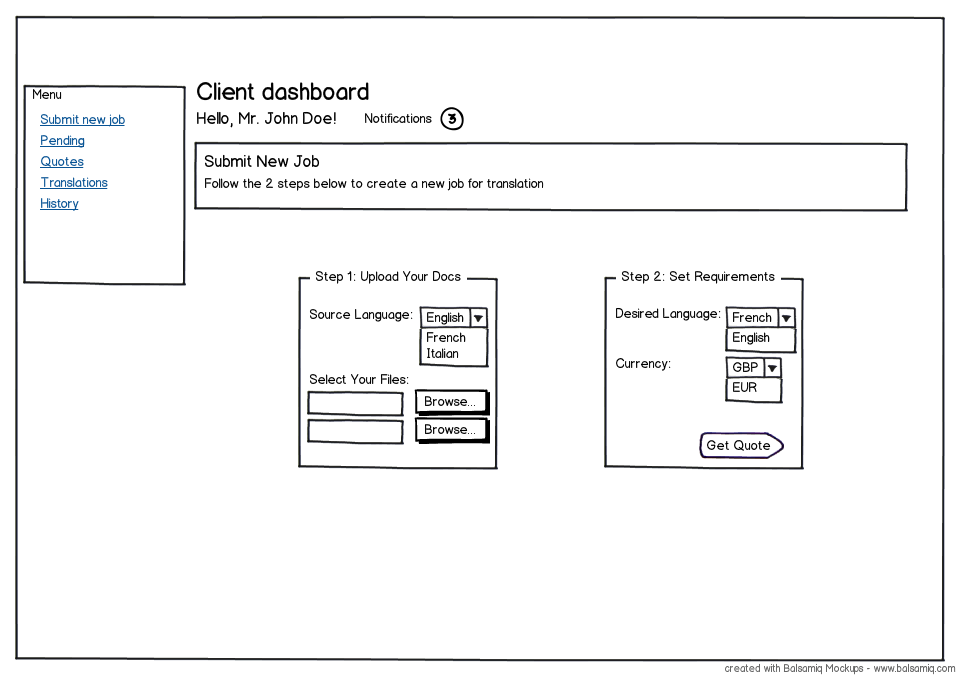 Menu
Submit new job
Pending
Quotes
Translations
History
Client dashboard
Hello, Mr. John Doe! Notifications 3
Submit New Job
Follow the 2 steps below to create a new job for translation
Step 1: Upload Your Docs
Source Language: English
French
Italian
Select Your Files:
Browse...
Browse...
Step 2: Set Requirements
Desired Language: French
English
Currency: GBP
EUR
Get Quote
created with Balsamiq Mockups - www.balsamiq.com